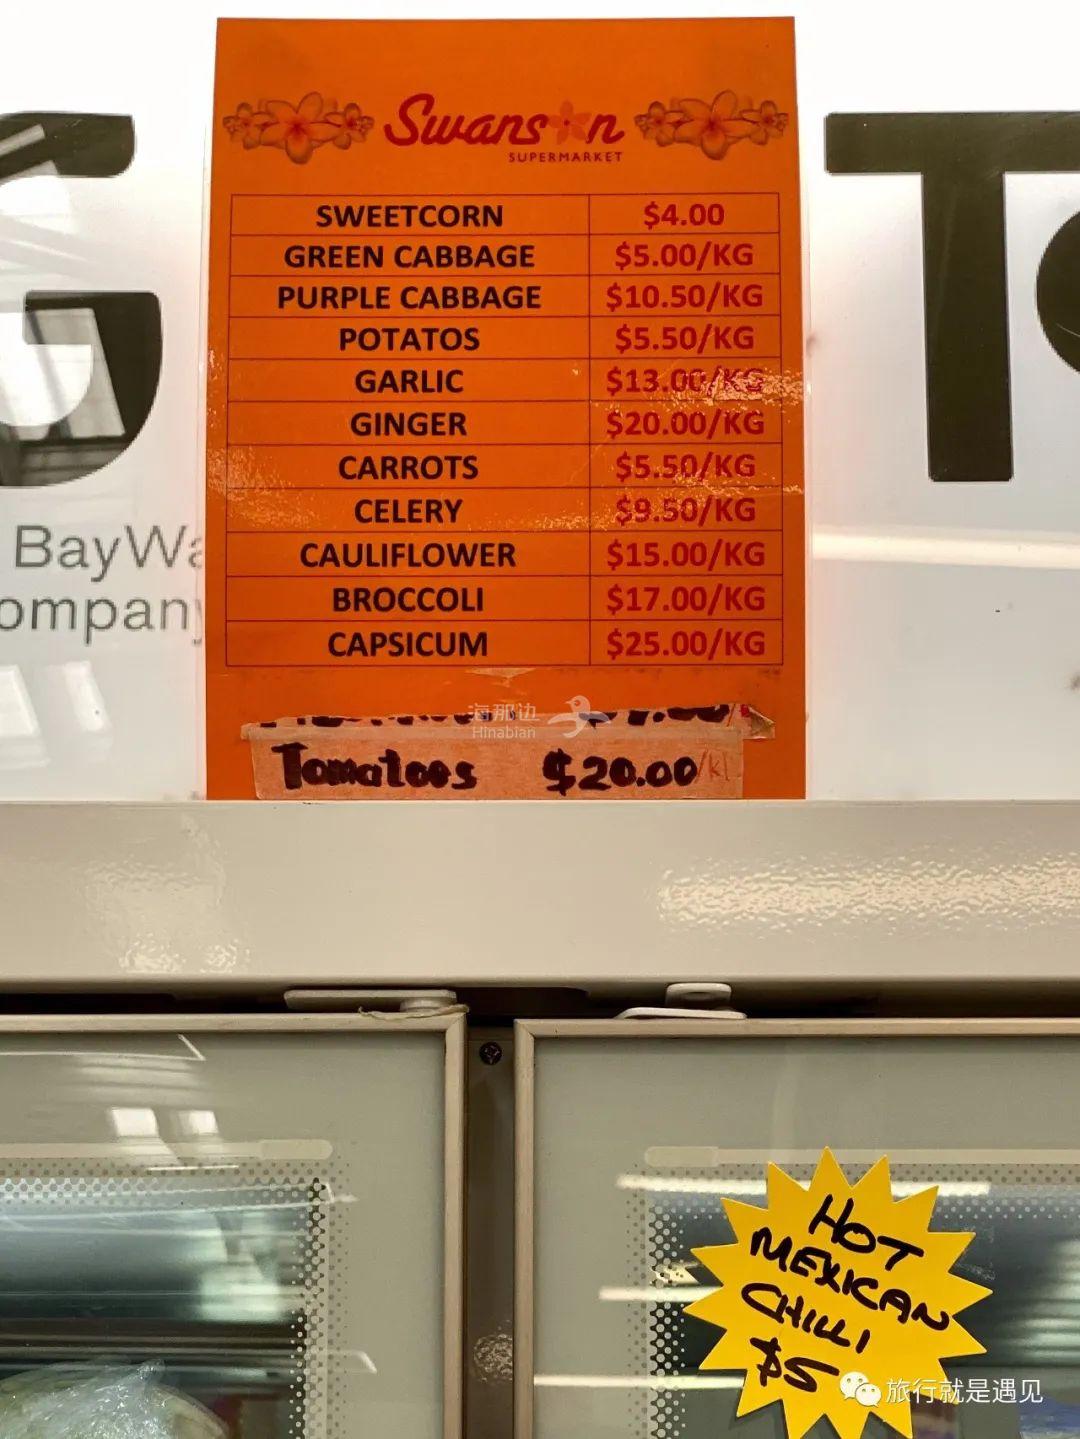 Swanson
SUPERMARKET
SWEETCORN $4.00
GREEN CABBAGE $5.00/KG
PURPLE CABBAGE $10.50/KG
POTATOS $5.50/KG
GARLIC $13.00/KG
GINGER $20.00/KG
CARROTS $5.50/KG
CELERY $9.50/KG
CAULIFLOWER $15.00/KG
BROCCOLI $17.00/KG
CAPSICUM $25.00/KG
海那边
Hinabian
Tomatoes $20.00/kl
G T
BayWa
ompany
HOT
MEXICAN
CHILLI
$5
旅行就是遇见